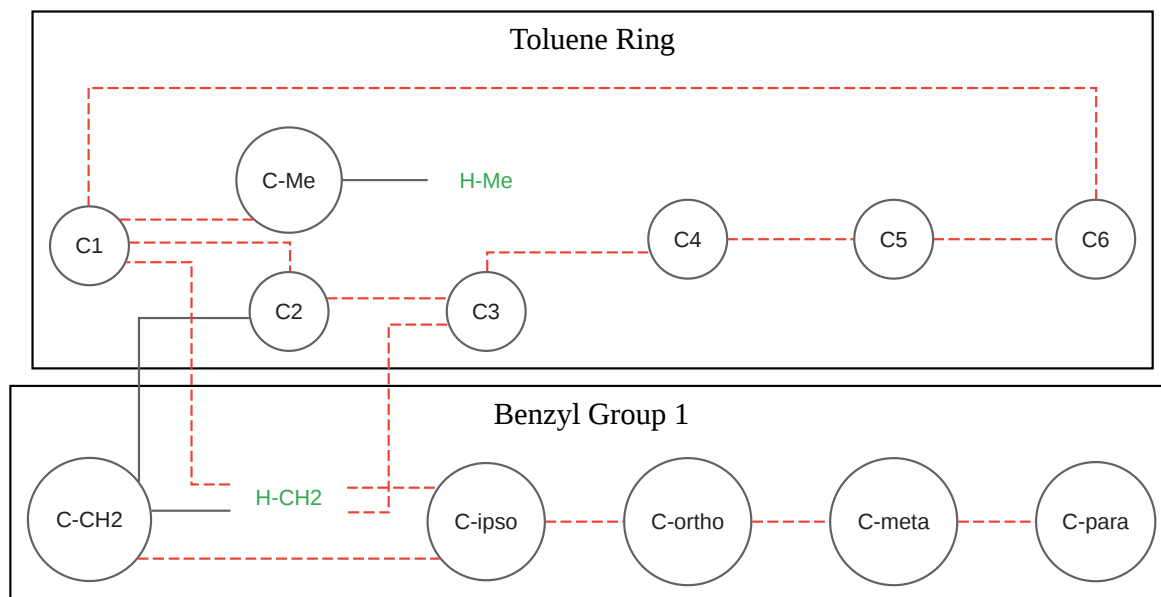 Toluene Ring
C-Me
H-Me
C1
C4
C5
C6
C2
C3
Benzyl Group 1
H-CH2
C-CH2
C-ipso
C-ortho
C-meta
C-para